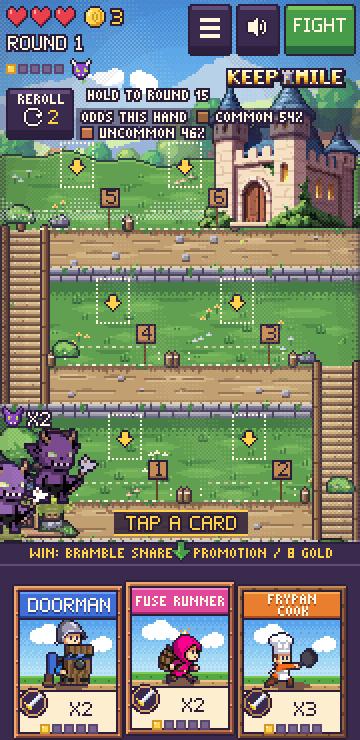 3
ROUND 1
FIGHT
KEEP MILE
REROLL
2
HOLD TO ROUND 15
ODDS THIS HAND COMMON 54%
UNCOMMON 46%
5
6
4
3
X2
1
2
TAP A CARD
WIN: BRAMBLE SNARE PROMOTION / 8 GOLD
DOORMAN
X2
FUSE RUNNER
X2
FRYPAN
COOK
X3